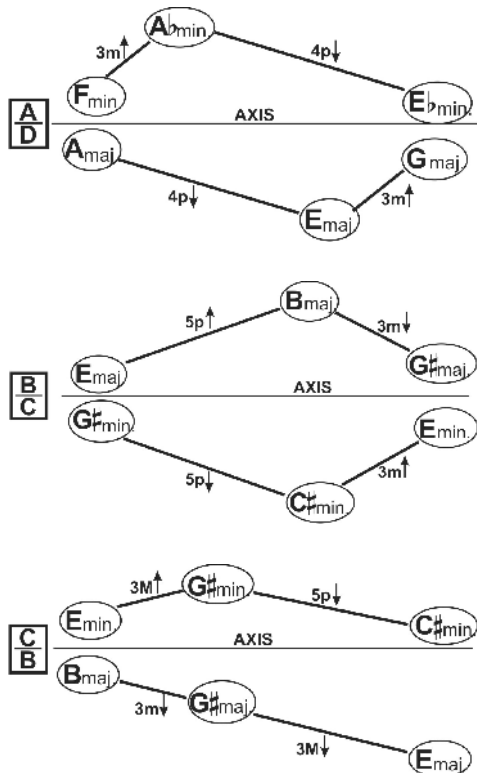 A♭min.
3m↑
4p↓
Fmin
E♭min.
A
D
AXIS
Amaj.
Gmaj
4p↓
Emaj
3m↑
Bmaj.
5p↑
3m↓
Emaj.
G♯maj.
B
C
AXIS
G♯min.
Emin.
5p↓
3m↑
C♯min.
3M↑
G♯min.
5p↓
Emin.
C♯min.
C
B
AXIS
Bmaj.
3m↓
G♯maj.
3M↓
Emaj